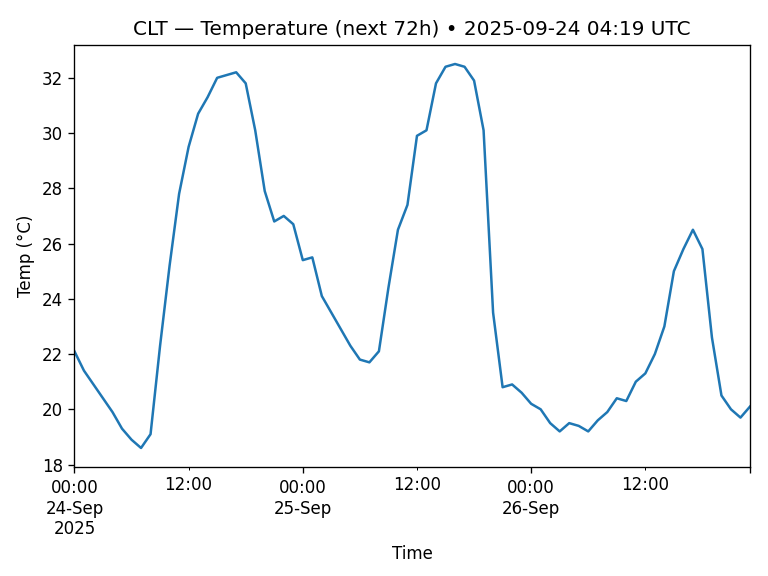 CLT — Temperature (next 72h) • 2025-09-24 04:19 UTC
Temp (°C)
32
30
28
26
24
22
20
18
00:00 12:00 00:00 12:00 00:00 12:00
24-Sep 25-Sep 26-Sep
2025
Time